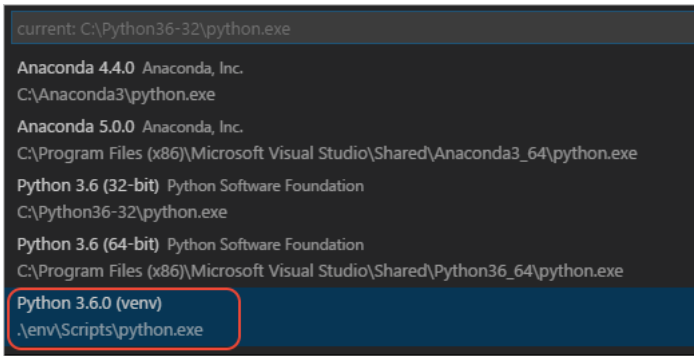 current: C:\Python36-32\python.exe
Anaconda 4.4.0 Anaconda, Inc.
C:\Anaconda3\python.exe
Anaconda 5.0.0 Anaconda, Inc.
C:\Program Files (x86)\Microsoft Visual Studio\Shared\Anaconda3_64\python.exe
Python 3.6 (32-bit) Python Software Foundation
C:\Python36-32\python.exe
Python 3.6 (64-bit) Python Software Foundation
C:\Program Files (x86)\Microsoft Visual Studio\Shared\Python36_64\python.exe
Python 3.6.0 (venv)
.\env\Scripts\python.exe